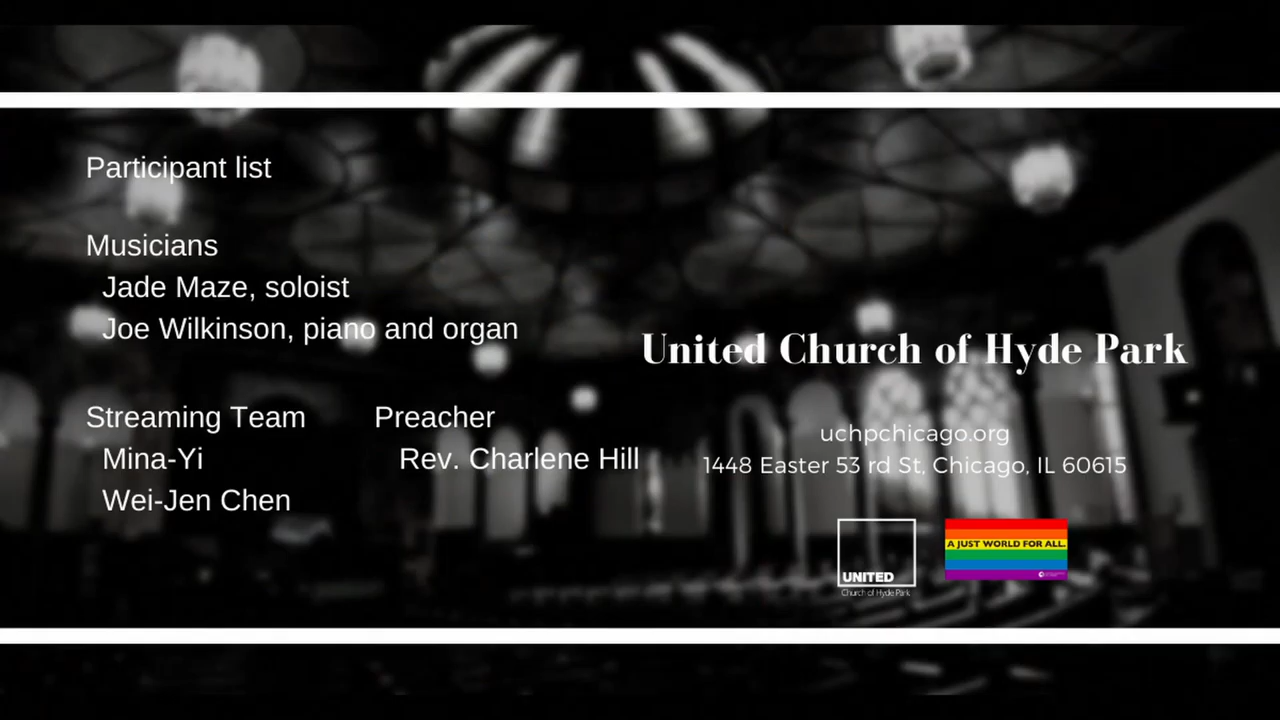 Participant list
Musicians
Jade Maze, soloist
Joe Wilkinson, piano and organ
Streaming Team
Mina-Yi
Wei-Jen Chen
Preacher
Rev. Charlene Hill
United Church of Hyde Park
uchpchicago.org
1448 Easter 53 rd St, Chicago, IL 60615
UNITED
Church of Hyde Park
A JUST WORLD FOR ALL.